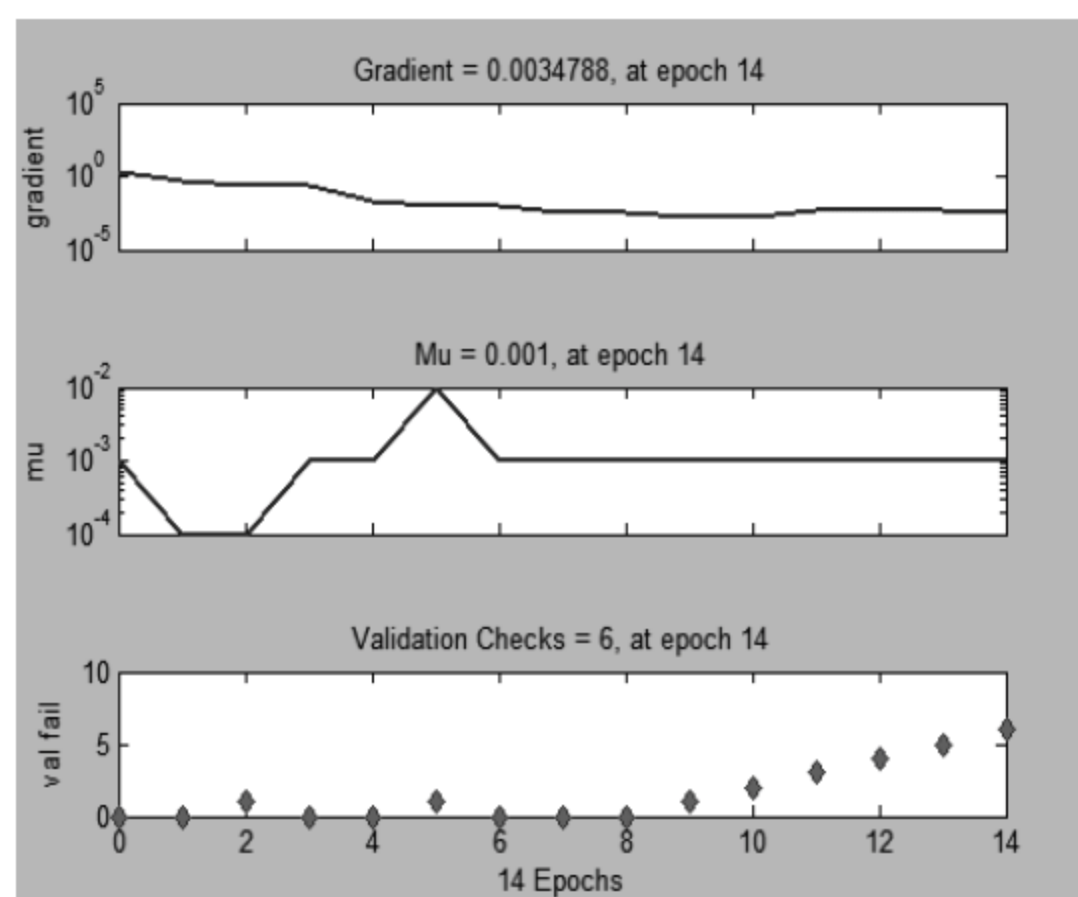 Gradient = 0.0034788, at epoch 14
10^5
10^0
10^-5
gradient
Mu = 0.001, at epoch 14
10^-2
10^-3
10^-4
mu
Validation Checks = 6, at epoch 14
10
5
0
val fail
0 2 4 6 8 10 12 14
14 Epochs